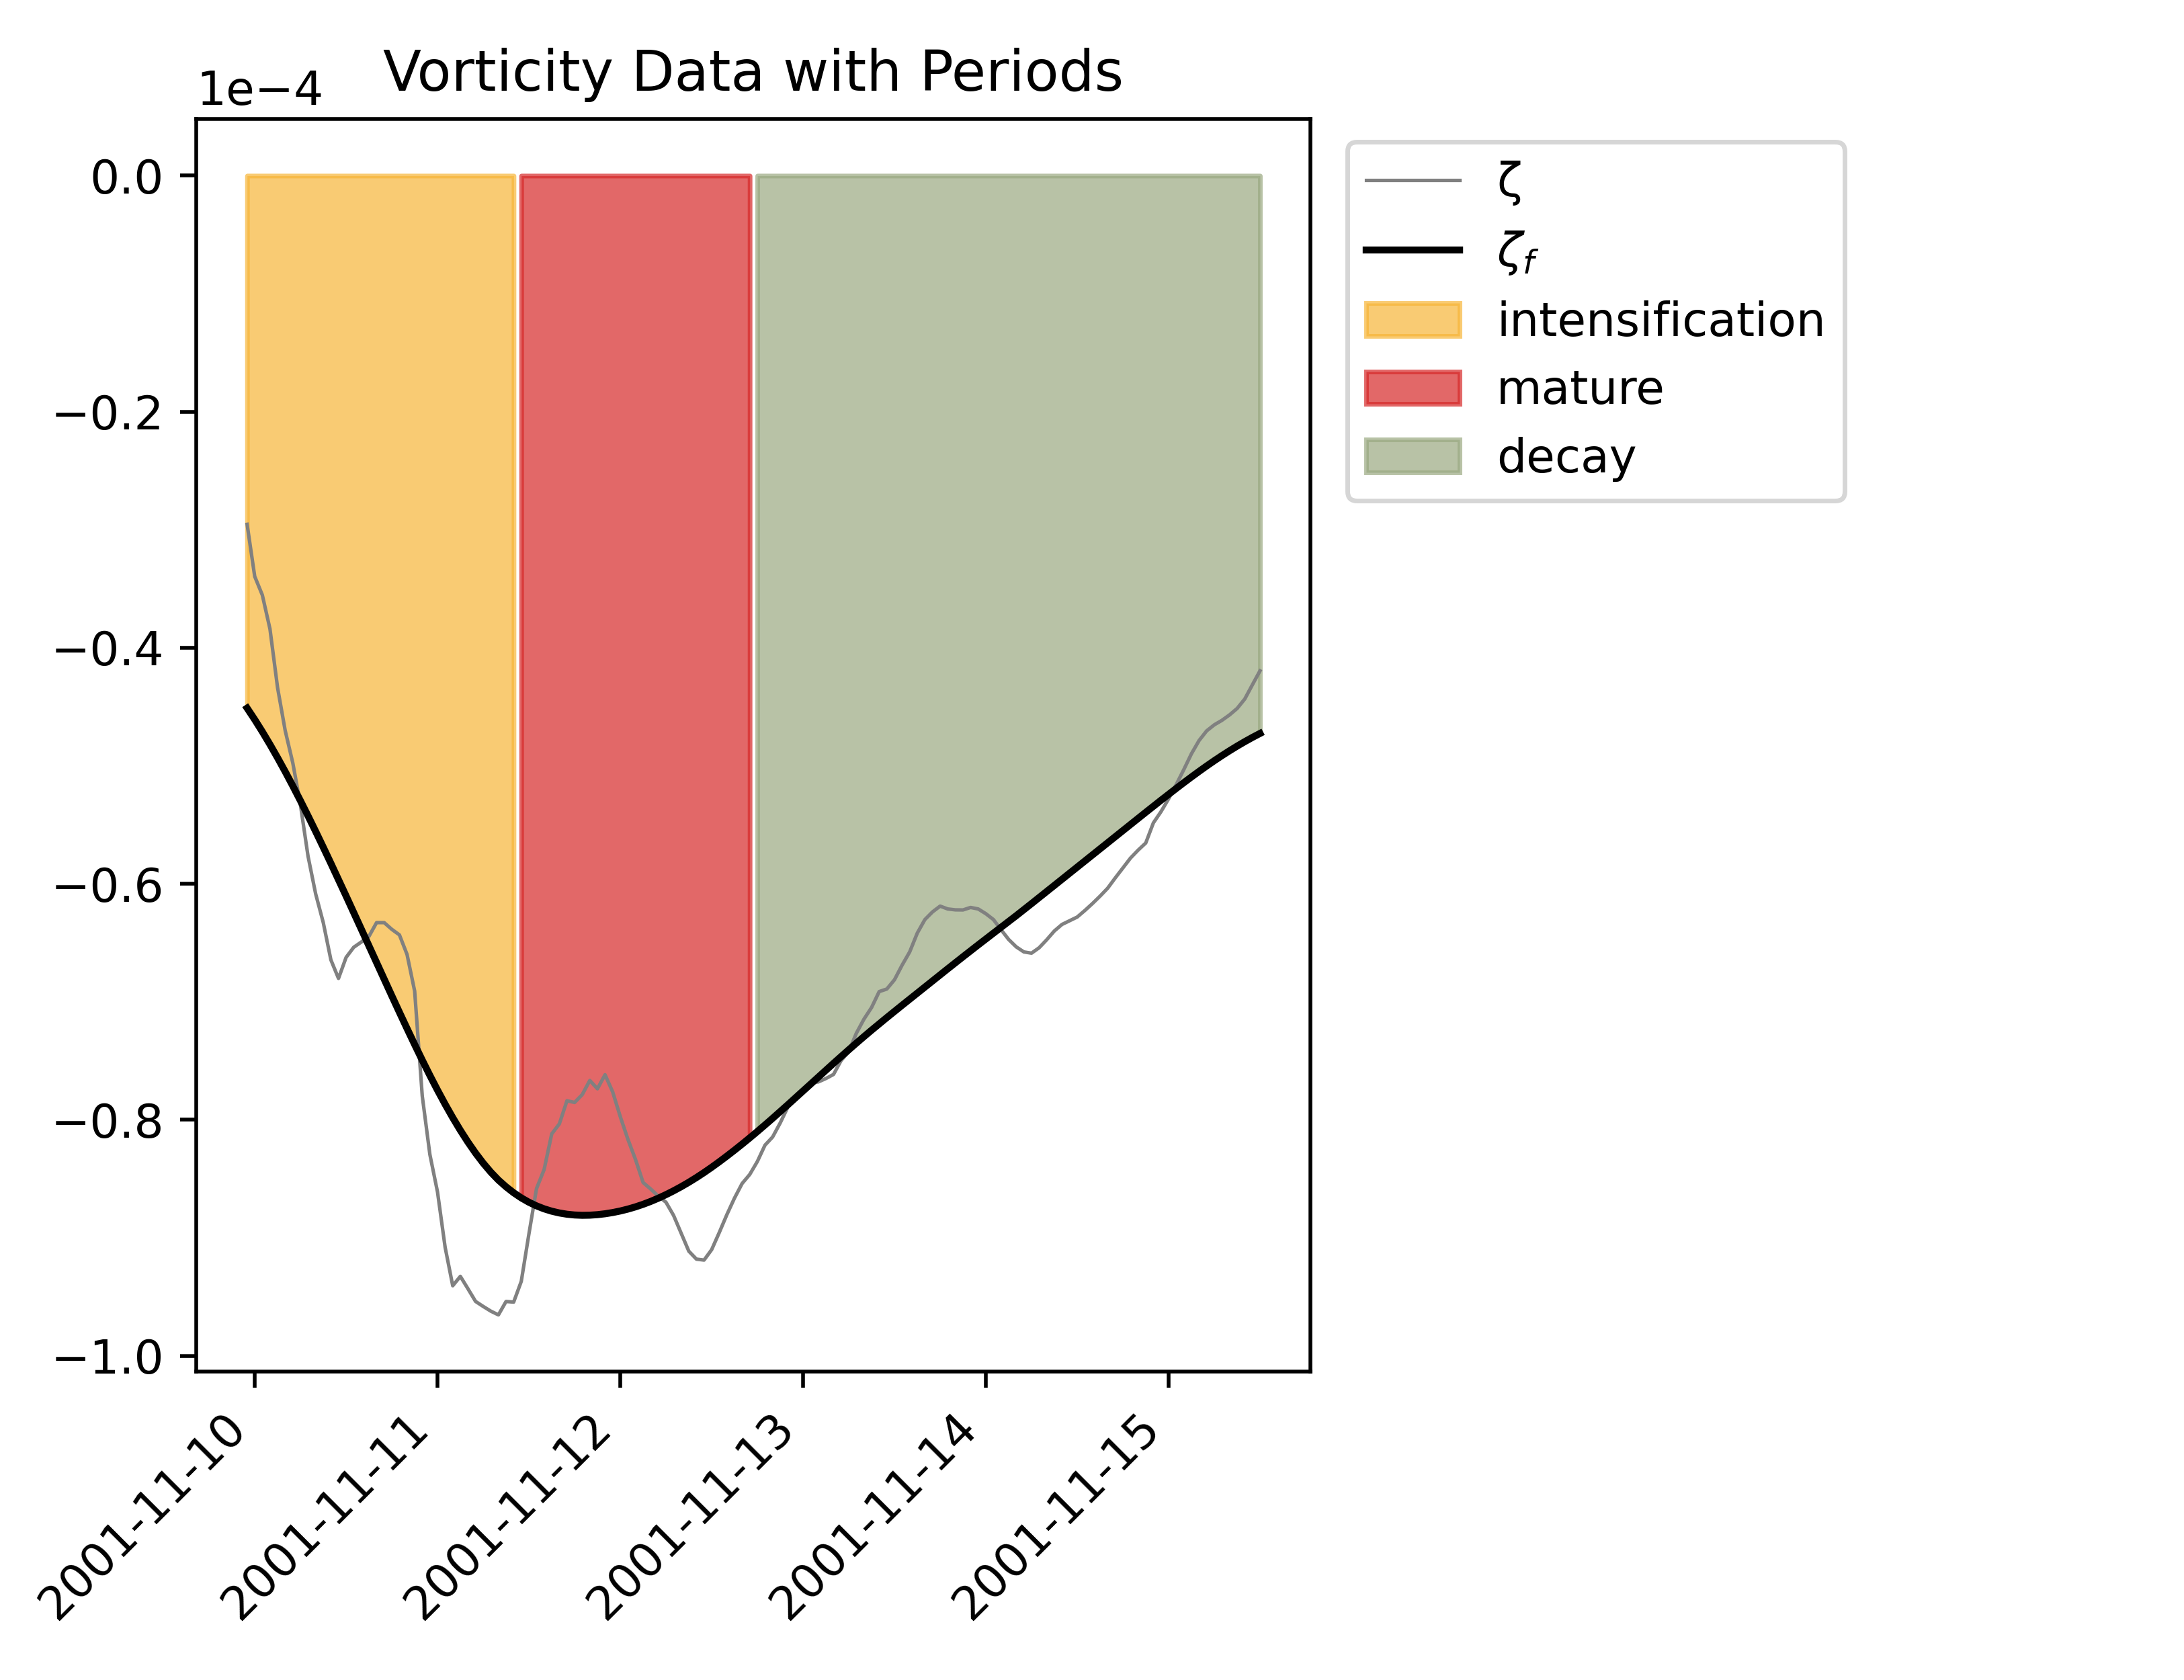 Vorticity Data with Periods
1e−4
0.0
−0.2
−0.4
−0.6
−0.8
−1.0
2001-11-10
2001-11-11
2001-11-12
2001-11-13
2001-11-14
2001-11-15
ζ
ζf
intensification
mature
decay